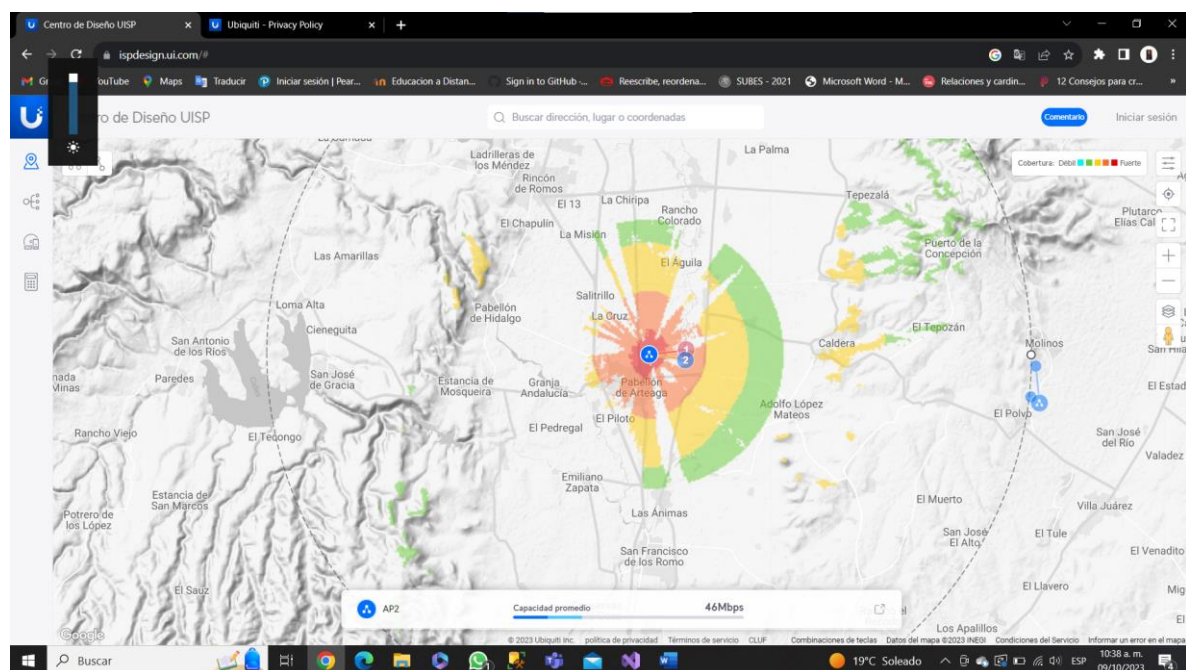 Centro de Diseño UISP
Ubiquiti - Privacy Policy
ispdesign.ui.com/#
YouTube
Maps
Traducir
Iniciar sesión | Pear...
Educacion a Distan...
Sign in to GitHub -...
Reescribe, reordena...
SUBES - 2021
Microsoft Word - M...
Relaciones y cardin...
12 Consejos para cr...
»
ro de Diseño UISP
Buscar dirección, lugar o coordenadas
Comentario
Iniciar sesión
Cobertura: Débil
Fuerte
Ladrilleras de
los Méndez
La Palma
Rincón
de Romos
El 13
La Chiripa
Rancho
Colorado
Tepezalá
Plutarco
Elías Cal
El Chapulín
La Misión
Puerto de la
Concepción
Las Amarillas
El Águila
Loma Alta
Salitrillo
Pabellón
de Hidalgo
La Cruz
Cieneguita
El Tepozán
San Antonio
de los Ríos
Caldera
Molinos
1
2
Paredes
San José
de Gracia
Estancia de
Mosqueira
Granja
Andalucía
Pabellón
de Arteaga
El Estad
Adolfo López
Mateos
El Polvo
El Piloto
El Pedregal
Rancho Viejo
El Tecongo
San José
del Río
Valadez
Emiliano
Zapata
Estancia de
San Marcos
El Muerto
Villa Juárez
Potrero de
los López
Las Ánimas
San José
El Alto
El Tule
San Francisco
de los Romo
El Venadito
El Sauz
El Llavero
Mig
AP2
Capacidad promedio
46Mbps
Los Apalillos
Google
© 2023 Ubiquiti Inc.
política de privacidad
Términos de servicio
CLUF
Combinaciones de teclas
Datos del mapa ©2023 INEGI
Condiciones del Servicio
Informar un error en el mapa
Buscar
19°C Soleado
ESP
10:38 a. m.
09/10/2023
4